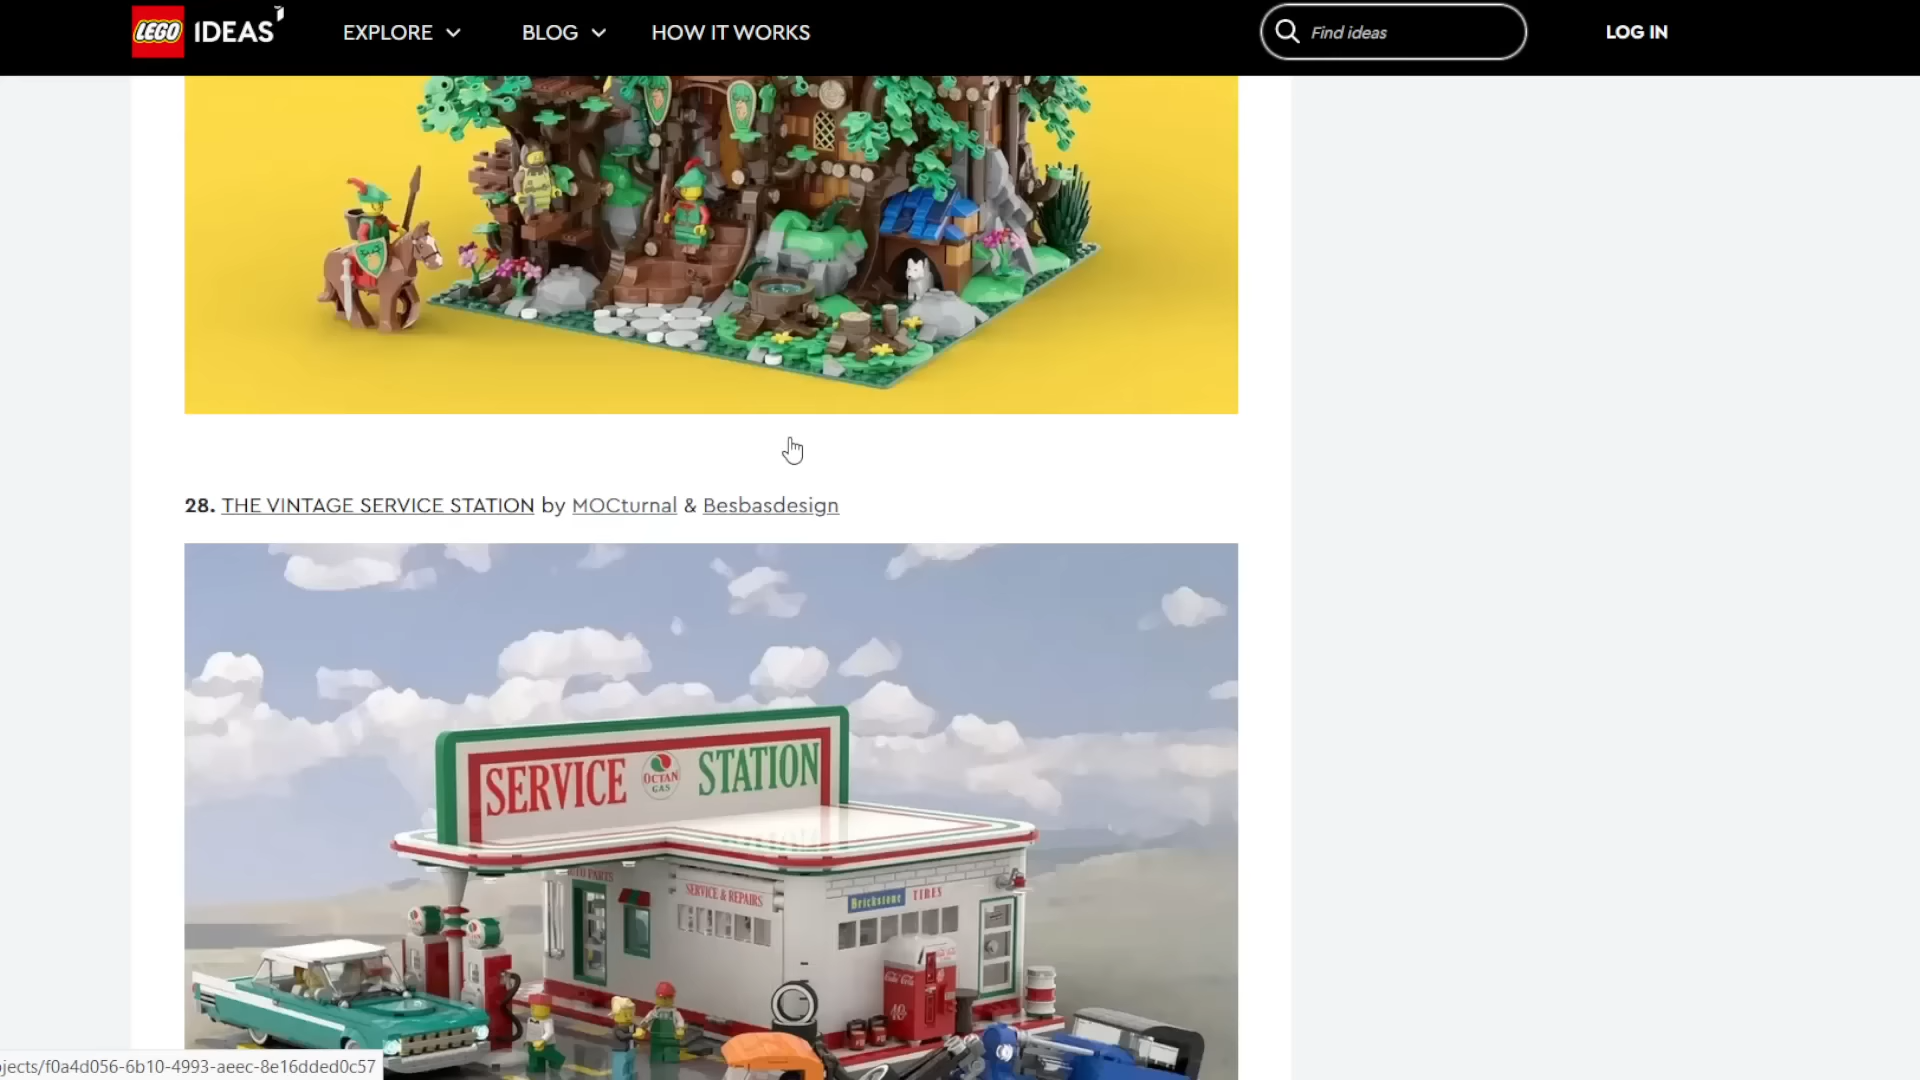 LEGO IDEAS EXPLORE BLOG HOW IT WORKS Find ideas LOG IN
28. THE VINTAGE SERVICE STATION by MOCturnal & Besbasdesign
SERVICE OCTAN GAS STATION
SERVICE & REPAIRS
Brickstone TIRES
jects/f0a4d056-6b10-4993-aeec-8e16dded0c57